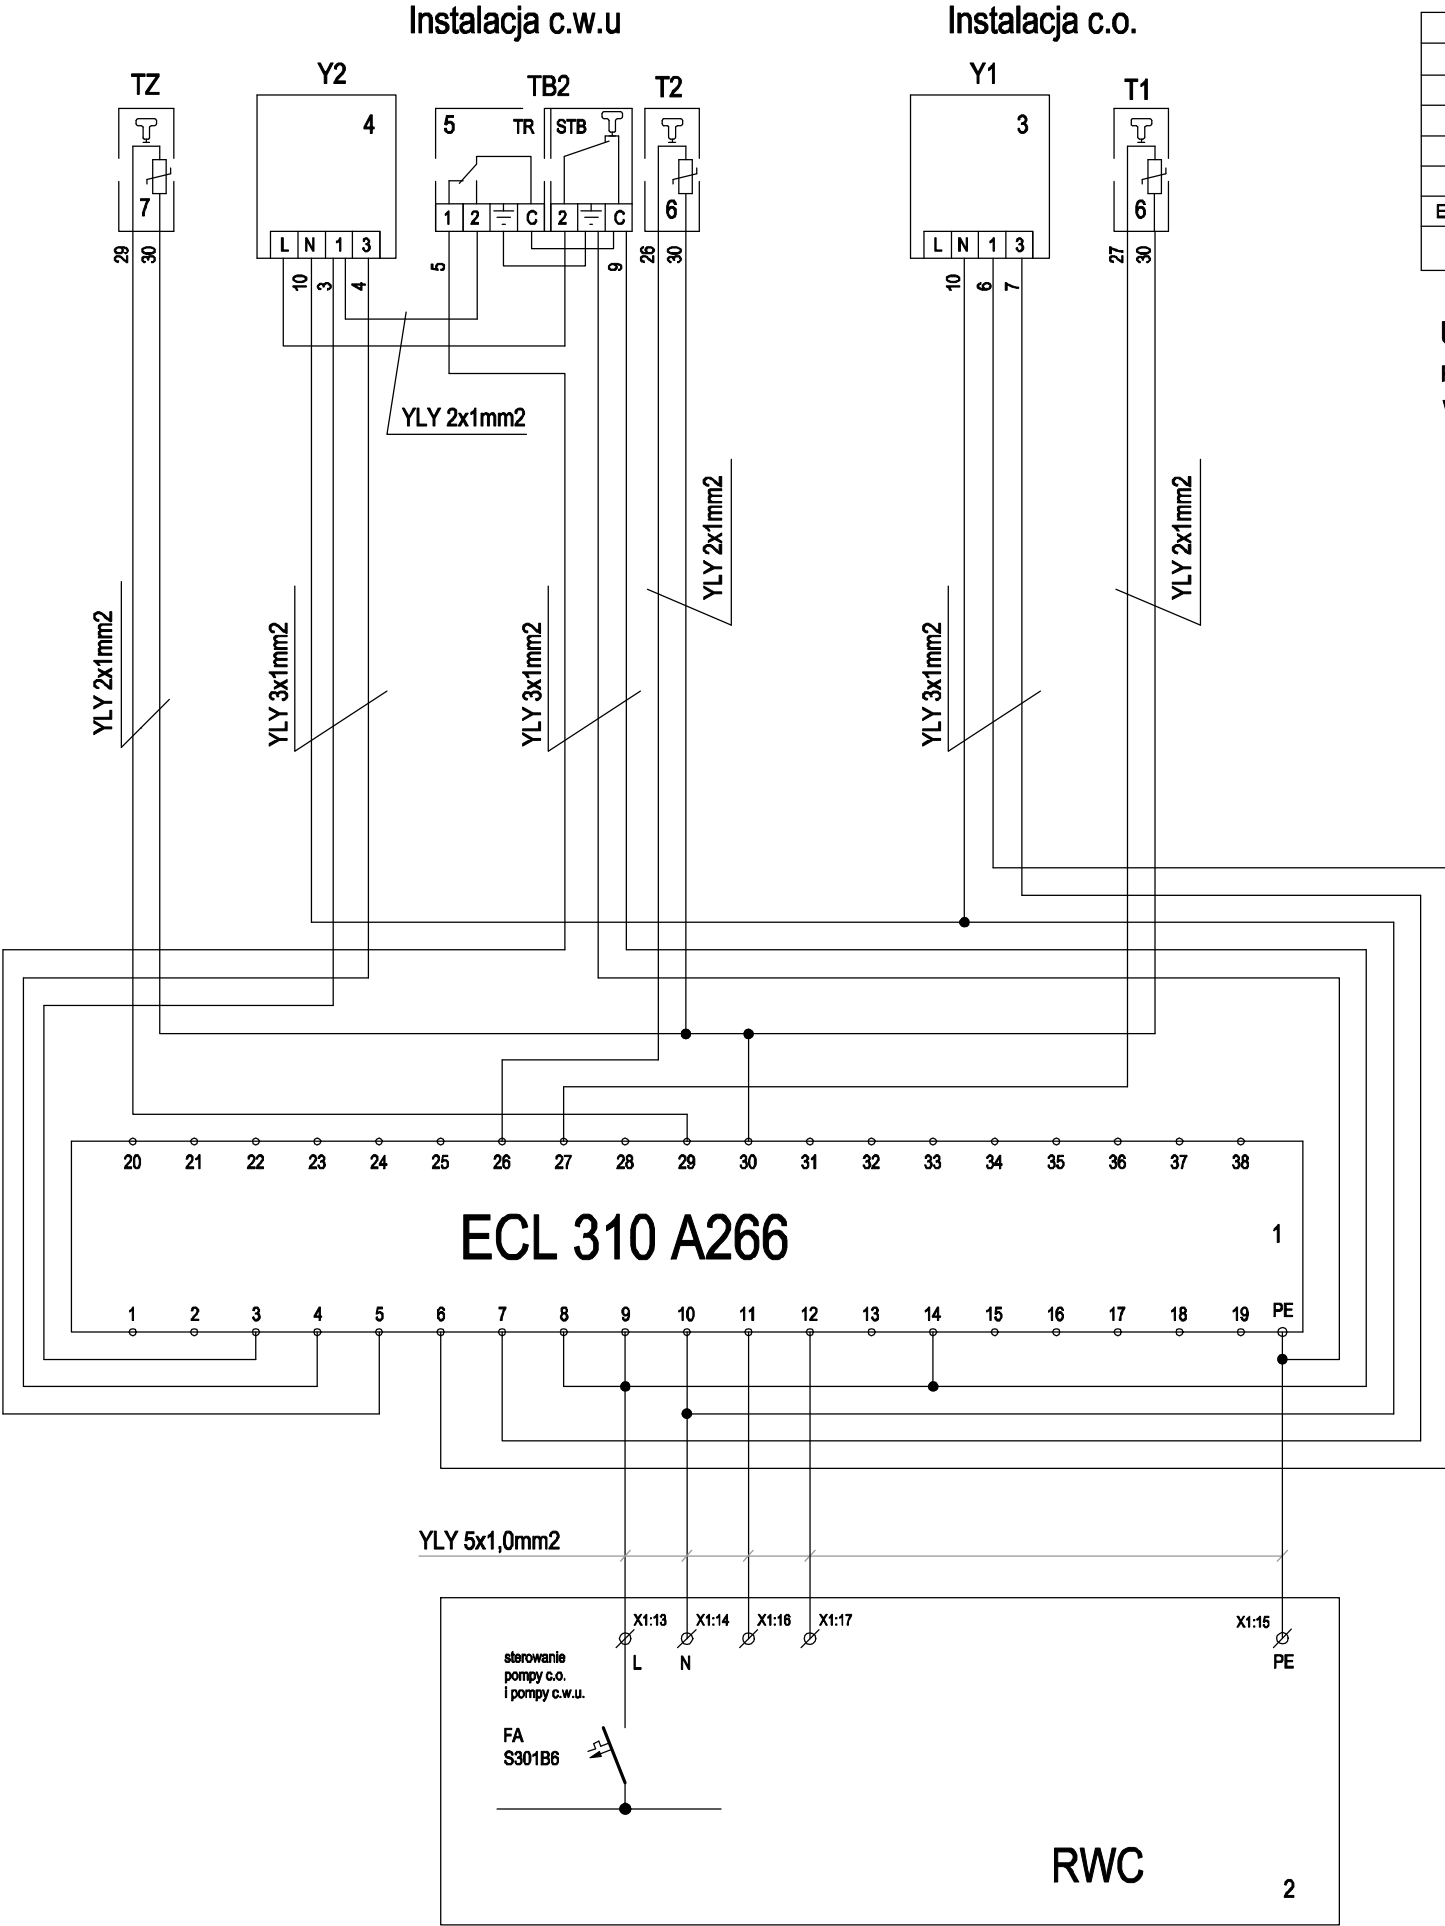 Instalacja c.w.u
Instalacja c.o.
TZ
Y2
TB2
T2
Y1
T1
4
5
TR
STB
3
7
6
6
1 2 C 2 C
L N 1 3
L N 1 3
29
30
10
3
4
5
9
26
30
10
6
7
27
30
YLY 2x1mm2
YLY 2x1mm2
YLY 2x1mm2
YLY 2x1mm2
YLY 3x1mm2
YLY 3x1mm2
YLY 3x1mm2
20 21 22 23 24 25 26 27 28 29 30 31 32 33 34 35 36 37 38
ECL 310 A266
1
1 2 3 4 5 6 7 8 9 10 11 12 13 14 15 16 17 18 19 PE
YLY 5x1,0mm2
X1:13 X1:14 X1:16 X1:17 X1:15
L N PE
sterowanie
pompy c.o.
i pompy c.w.u.
FA
S301B6
RWC
2